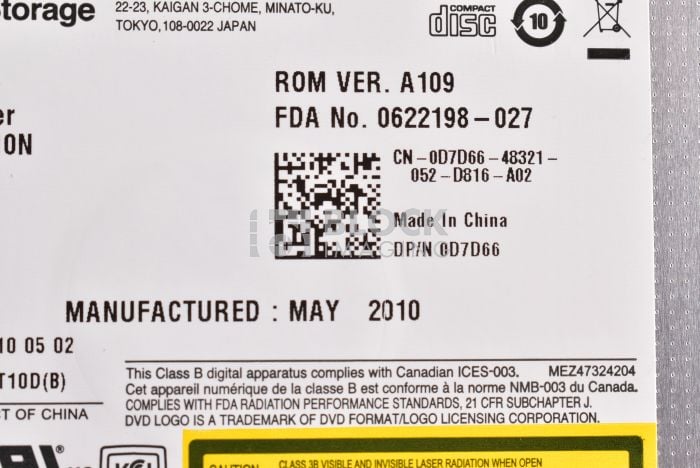 Storage
22-23, KAIGAN 3-CHOME, MINATO-KU,
TOKYO, 108-0022 JAPAN
COMPACT
disc
10
ROM VER. A109
FDA No. 0622198-027
er
ON
CN-0D7D66-48321-
052-D816-A02
BLOCK
Made In China
DP/N 0D7D66
MANUFACTURED : MAY 2010
10 05 02
T10D(B)
CT OF CHINA
This Class B digital apparatus complies with Canadian ICES-003. MEZ47324204
Cet appareil numérique de la classe B est conforme à la norme NMB-003 du Canada.
COMPLIES WITH FDA RADIATION PERFORMANCE STANDARDS, 21 CFR SUBCHAPTER J.
DVD LOGO IS A TRADEMARK OF DVD FORMAT/LOGO LICENSING CORPORATION.
CAUTION CLASS 3B VISIBLE AND INVISIBLE LASER RADIATION WHEN OPEN